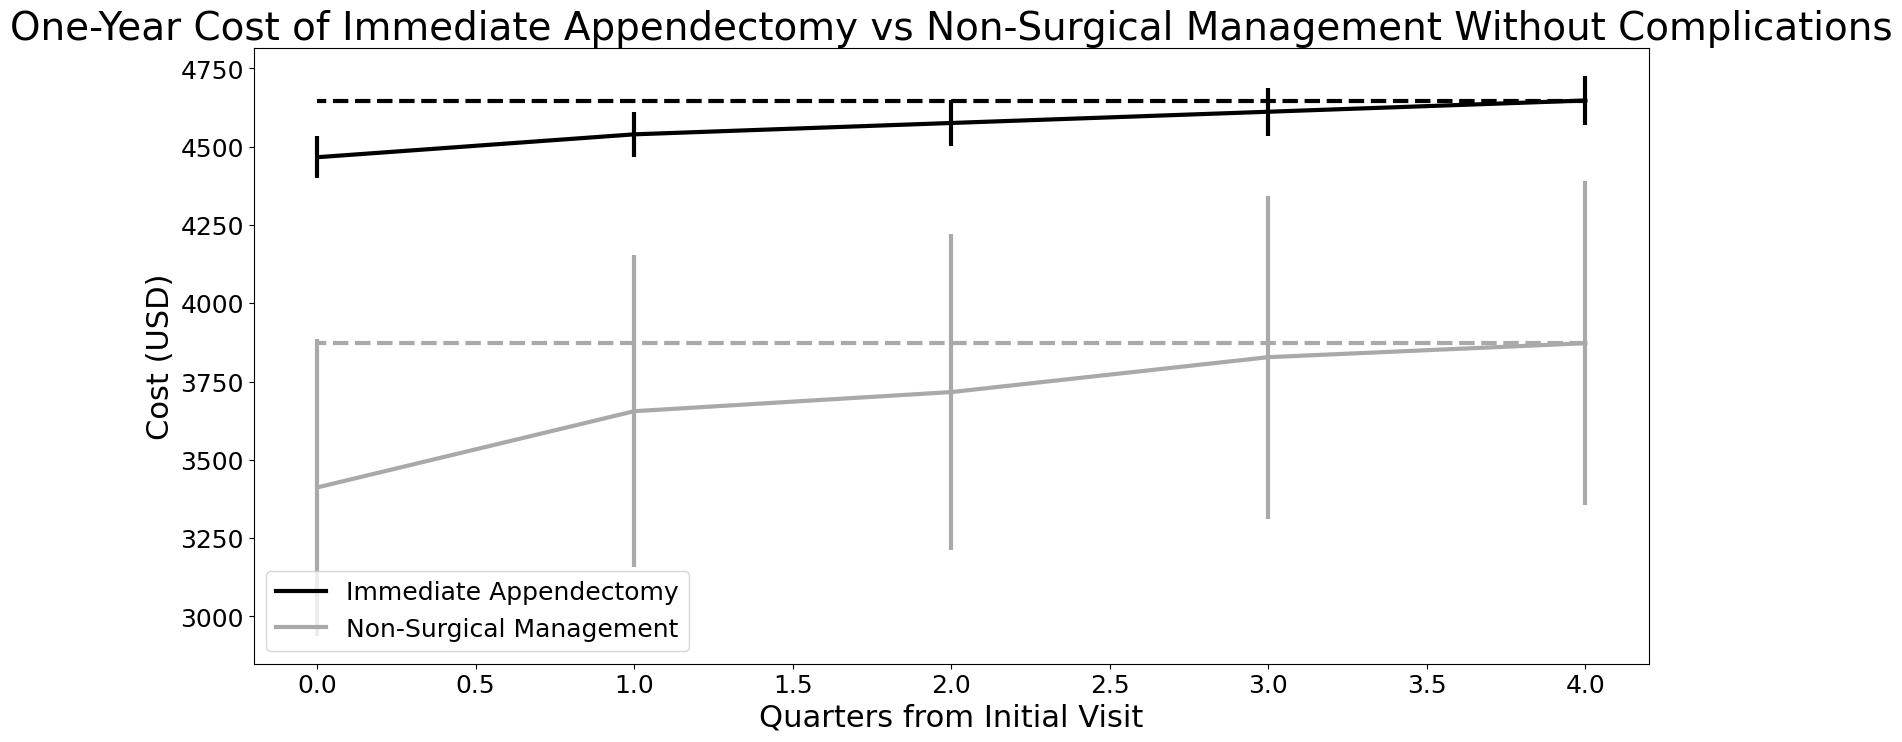 One-Year Cost of Immediate Appendectomy vs Non-Surgical Management Without Complications
4750
4500
4250
4000
3750
3500
3250
3000
Cost (USD)
Immediate Appendectomy
Non-Surgical Management
0.0 0.5 1.0 1.5 2.0 2.5 3.0 3.5 4.0
Quarters from Initial Visit